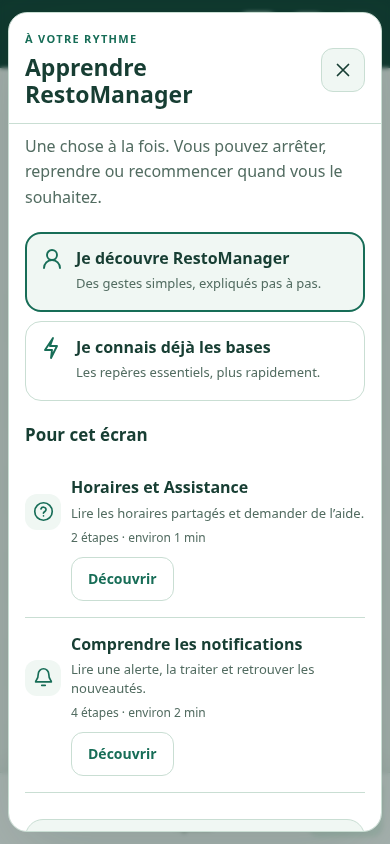 À VOTRE RYTHME
Apprendre
RestoManager
Une chose à la fois. Vous pouvez arrêter,
reprendre ou recommencer quand vous le
souhaitez.
Je découvre RestoManager
Des gestes simples, expliqués pas à pas.
Je connais déjà les bases
Les repères essentiels, plus rapidement.
Pour cet écran
Horaires et Assistance
Lire les horaires partagés et demander de l’aide.
2 étapes · environ 1 min
Découvrir
Comprendre les notifications
Lire une alerte, la traiter et retrouver les
nouveautés.
4 étapes · environ 2 min
Découvrir